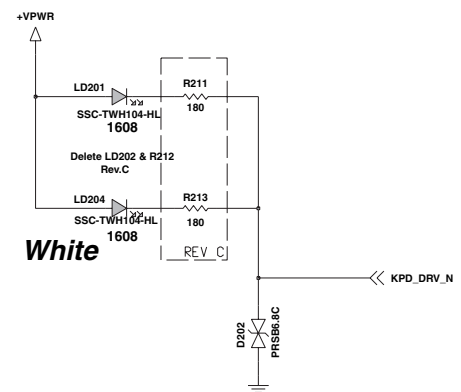 +VPWR
LD201
R211
SSC-TWH104-HL
180
1608
Delete LD202 & R212
Rev.C
LD204
R213
SSC-TWH104-HL
180
1608
White
REV C
KPD_DRV_N
D202
PRSB6.8C